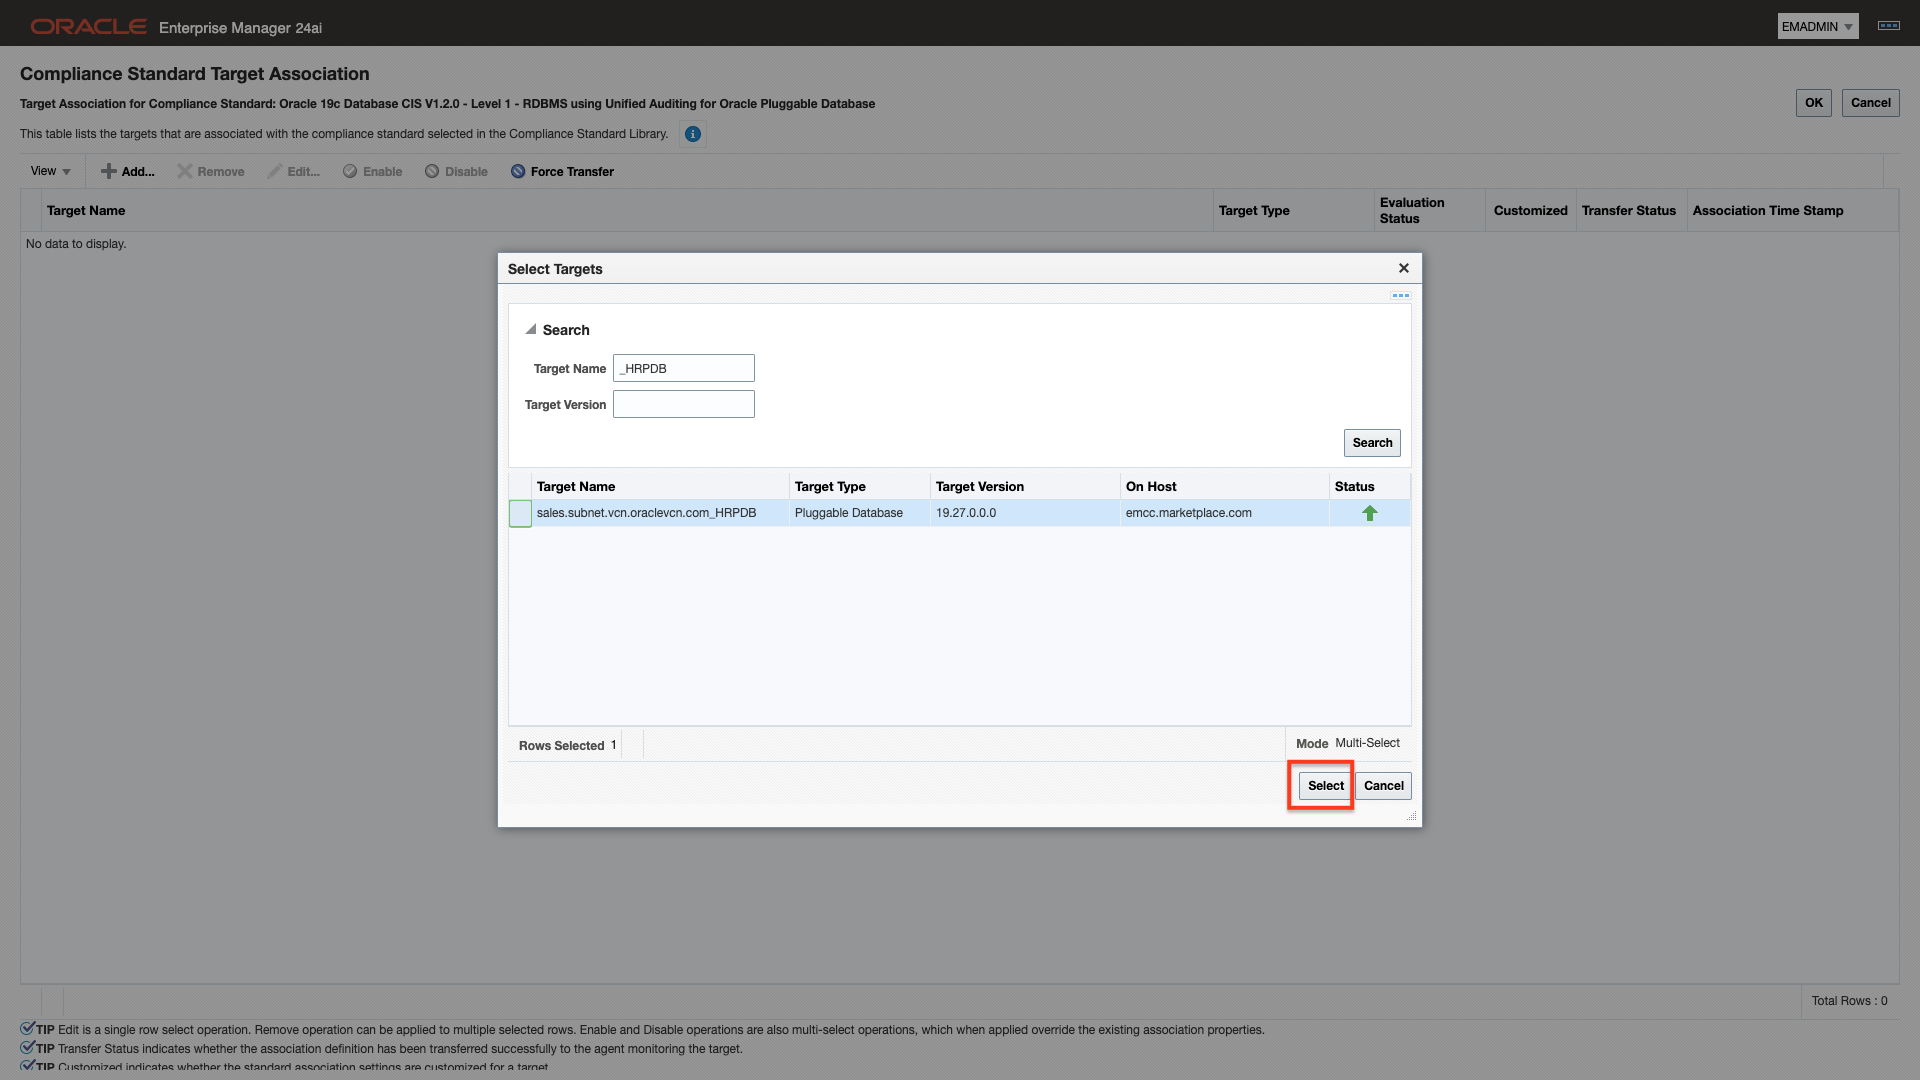 ORACLE Enterprise Manager 24ai
EMADMIN
Compliance Standard Target Association
Target Association for Compliance Standard: Oracle 19c Database CIS V1.2.0 - Level 1 - RDBMS using Unified Auditing for Oracle Pluggable Database
OK Cancel
This table lists the targets that are associated with the compliance standard selected in the Compliance Standard Library.
View Add... Remove Edit... Enable Disable Force Transfer
Target Name Target Type Evaluation Status Customized Transfer Status Association Time Stamp
No data to display.
Select Targets
Search
Target Name _HRPDB
Target Version
Search
Target Name Target Type Target Version On Host Status
sales.subnet.vcn.oraclevcn.com_HRPDB Pluggable Database 19.27.0.0.0 emcc.marketplace.com
Rows Selected 1 Mode Multi-Select
Select Cancel
Total Rows : 0
TIP Edit is a single row select operation. Remove operation can be applied to multiple selected rows. Enable and Disable operations are also multi-select operations, which when applied override the existing association properties.
TIP Transfer Status indicates whether the association definition has been transferred successfully to the agent monitoring the target.
TIP Customized indicates whether the standard association settings are customized for a target